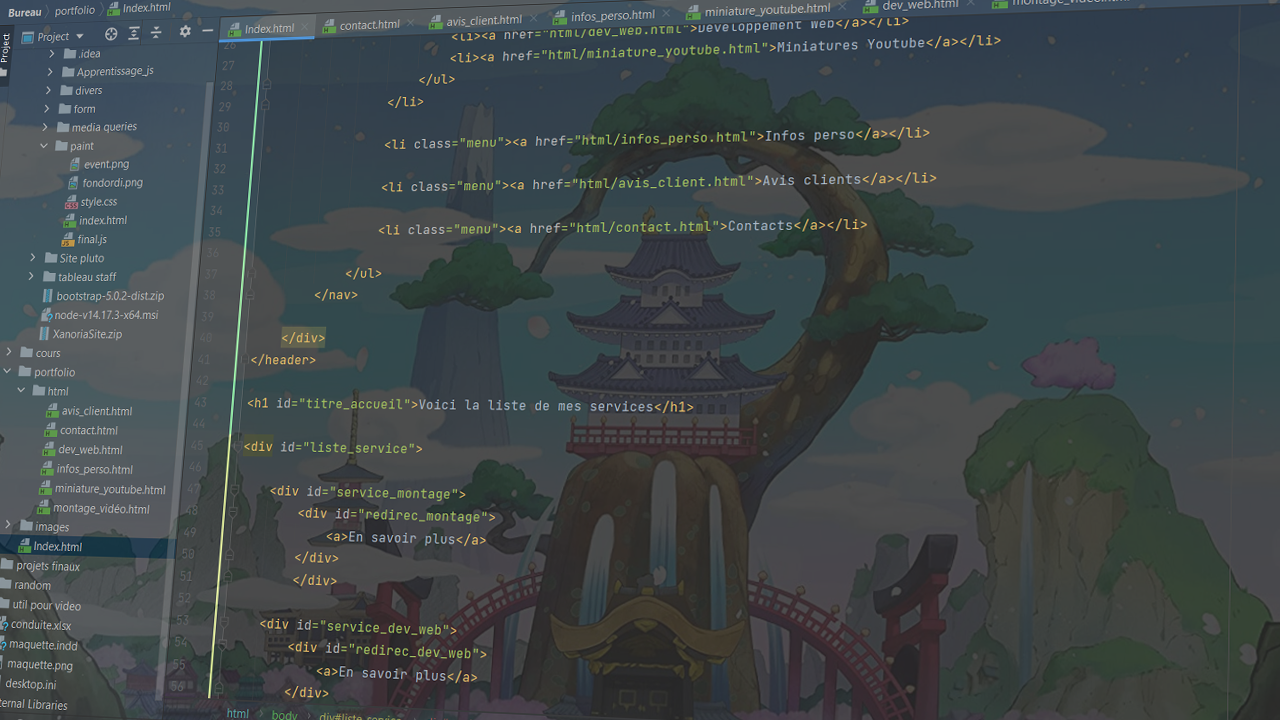 Bureau portfolio Index.html
Project
Project
Index.html contact.html avis_client.html infos_perso.html miniature_youtube.html dev_web.html
.idea
Apprentissage_js
divers
form
media queries
paint
event.png
fondordi.png
style.css
index.html
final.js
Site pluto
tableau staff
bootstrap-5.0.2-dist.zip
node-v14.17.3-x64.msi
XanoriaSite.zip
cours
portfolio
html
avis_client.html
contact.html
dev_web.html
infos_perso.html
miniature_youtube.html
montage_vidéo.html
images
Index.html
projets finaux
random
util pour video
conduite.xlsx
maquette.indd
maquette.png
desktop.ini
26 <li><a href="html/dev_web.html">Développement Web</a></li>
27 <li><a href="html/miniature_youtube.html">Miniatures Youtube</a></li>
28 </ul>
29 </li>
30
31 <li class="menu"><a href="html/infos_perso.html">Infos perso</a></li>
32
33 <li class="menu"><a href="html/avis_client.html">Avis clients</a></li>
34
35 <li class="menu"><a href="html/contact.html">Contacts</a></li>
36
37 </ul>
38 </nav>
40 </div>
41 </header>
42
43 <h1 id="titre_accueil">Voici la liste de mes services</h1>
45 <div id="liste_service">
46
47 <div id="service_montage">
48 <div id="redirec_montage">
49 <a>En savoir plus</a>
50 </div>
51 </div>
52
53 <div id="service_dev_web">
54 <div id="redirec_dev_web">
55 <a>En savoir plus</a>
56 </div>
html body